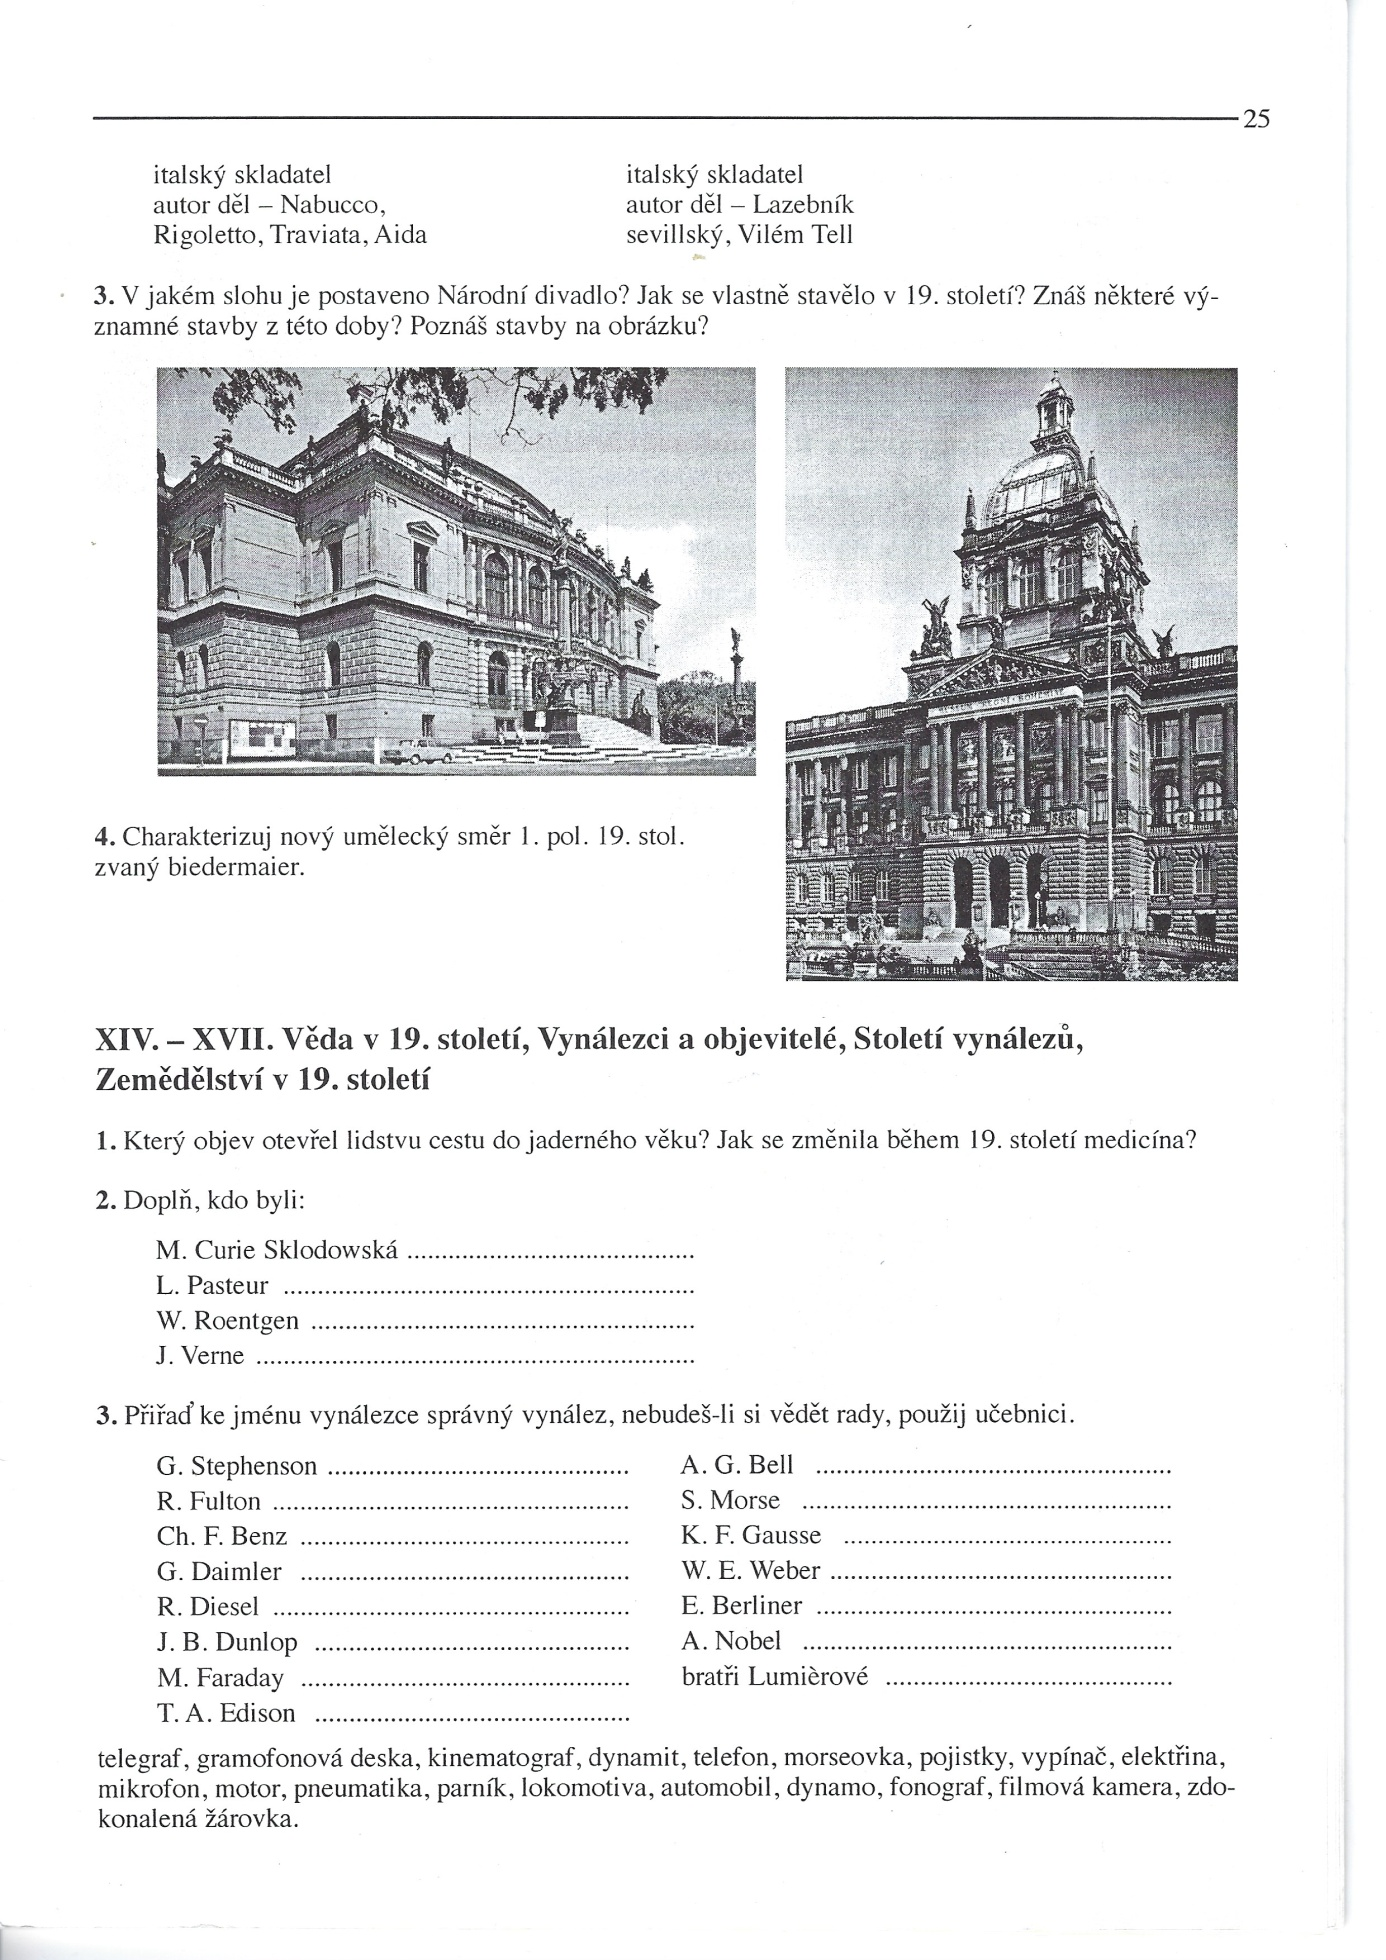 25
italský skladatel
autor děl – Nabucco,
Rigoletto, Traviata, Aida
italský skladatel
autor děl – Lazebník
sevillský, Vilém Tell
3. V jakém slohu je postaveno Národní divadlo? Jak se vlastně stavělo v 19. století? Znáš některé vý-
znamné stavby z této doby? Poznáš stavby na obrázku?
4. Charakterizuj nový umělecký směr 1. pol. 19. stol.
zvaný biedermaier.
XIV. – XVII. Věda v 19. století, Vynálezci a objevitelé, Století vynálezů,
Zemědělství v 19. století
1. Který objev otevřel lidstvu cestu do jaderného věku? Jak se změnila během 19. století medicína?
2. Doplň, kdo byli:
M. Curie Sklodowská ..........................................
L. Pasteur ............................................................
W. Roentgen ........................................................
J. Verne ................................................................
3. Přiřaď ke jménu vynálezce správný vynález, nebudeš-li si vědět rady, použij učebnici.
G. Stephenson ............................................
R. Fulton ....................................................
Ch. F. Benz ................................................
G. Daimler ................................................
R. Diesel ....................................................
J. B. Dunlop ..............................................
M. Faraday ................................................
T. A. Edison ..............................................
A. G. Bell ....................................................
S. Morse ......................................................
K. F. Gausse ................................................
W. E. Weber ..................................................
E. Berliner ....................................................
A. Nobel ......................................................
bratři Lumièrové ..........................................
telegraf, gramofonová deska, kinematograf, dynamit, telefon, morseovka, pojistky, vypínač, elektřina,
mikrofon, motor, pneumatika, parník, lokomotiva, automobil, dynamo, fonograf, filmová kamera, zdo-
konalená žárovka.